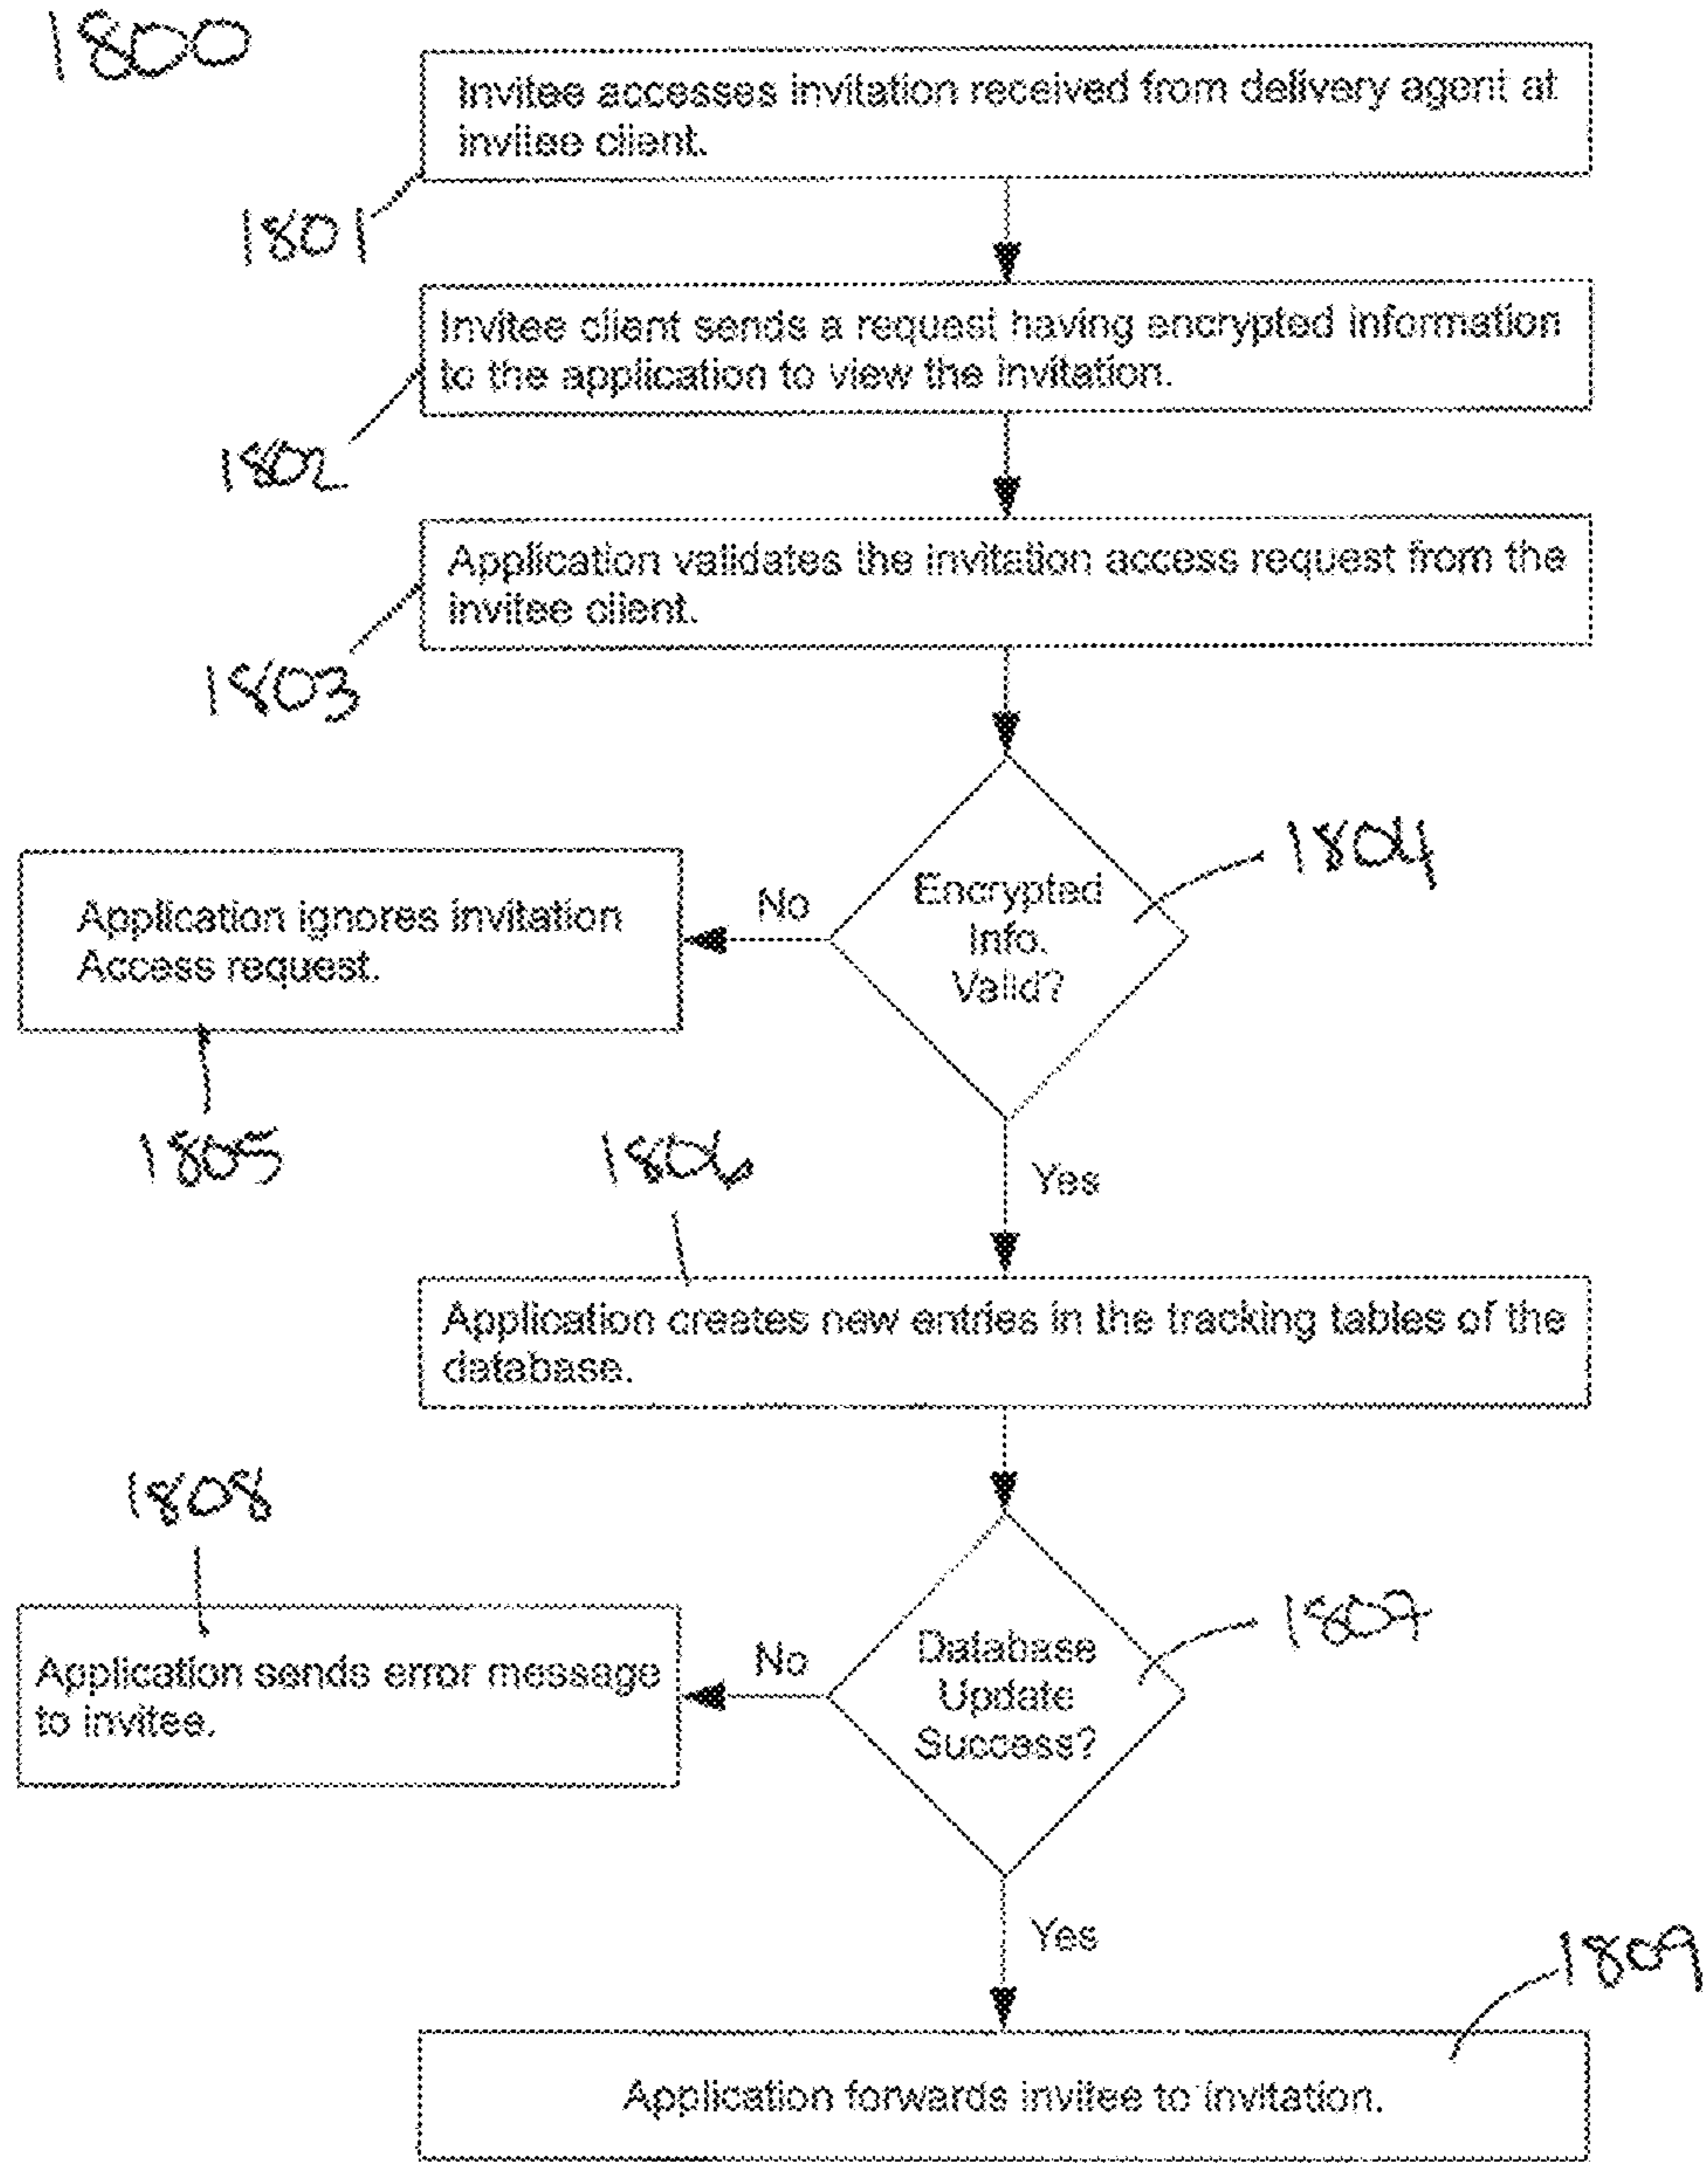 1800
Invitee accesses invitation received from delivery agent at
invitee client.
1801
Invitee client sends a request having encrypted information
to the application to view the invitation.
1802
Application validates the invitation access request from the
invitee client.
1803
1804
Encrypted
Info.
Valid?
No
Application ignores invitation
Access request.
1805
1806
Yes
Application creates new entries in the tracking tables of the
database.
1808
1807
Database
Update
Success?
No
Application sends error message
to invitee.
Yes
1809
Application forwards invitee to invitation.